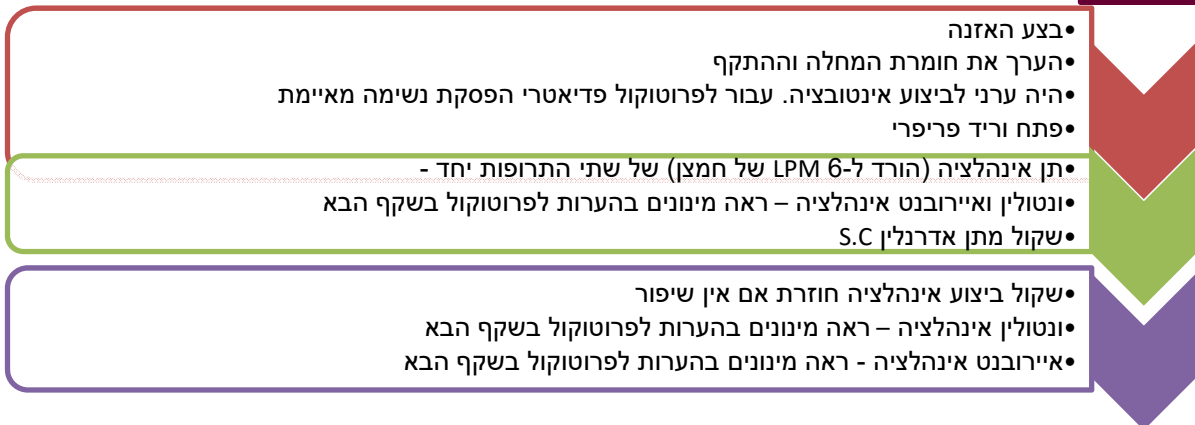 •בצע האזנה
•הערך את חומרת המחלה וההתקף
•היה ערני לביצוע אינטובציה. עבור לפרוטוקול פדיאטרי הפסקת נשימה מאיימת
•פתח וריד פריפרי
•תן אינהלציה (הורד ל-6 LPM של חמצן) של שתי התרופות יחד -
•ונטולין ואיירובנט אינהלציה – ראה מינונים בהערות לפרוטוקול בשקף הבא
•שקול מתן אדרנלין S.C
•שקול ביצוע אינהלציה חוזרת אם אין שיפור
•ונטולין אינהלציה – ראה מינונים בהערות לפרוטוקול בשקף הבא
•איירובנט אינהלציה - ראה מינונים בהערות לפרוטוקול בשקף הבא